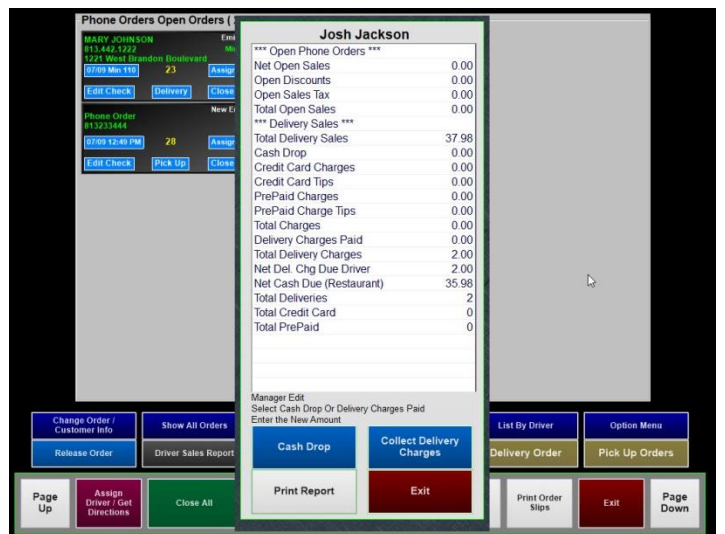 Phone Orders Open Orders (
MARY JOHNSON
813.442.1222
1221 West Brandon Boulevard
07/09 Min 110 23
Edit Check Delivery Close
Phone Order
813233444
07/09 12:49 PM 28
Edit Check Pick Up Close
Josh Jackson
*** Open Phone Orders ***
Net Open Sales 0.00
Open Discounts 0.00
Open Sales Tax 0.00
Total Open Sales 0.00
*** Delivery Sales ***
Total Delivery Sales 37.98
Cash Drop 0.00
Credit Card Charges 0.00
Credit Card Tips 0.00
PrePaid Charges 0.00
PrePaid Charge Tips 0.00
Total Charges 0.00
Delivery Charges Paid 0.00
Total Delivery Charges 2.00
Net Del. Chg Due Driver 2.00
Net Cash Due (Restaurant) 35.98
Total Deliveries 2
Total Credit Card 0
Total PrePaid 0
Manager Edit
Select Cash Drop Or Delivery Charges Paid
Enter the New Amount
Cash Drop
Collect Delivery
Charges
Print Report
Exit
Change Order /
Customer Info
Show All Orders
List By Driver
Option Menu
Release Order
Driver Sales Report
Delivery Order
Pick Up Orders
Page
Up
Assign
Driver / Get
Directions
Close All
Print Order
Slips
Exit
Page
Down